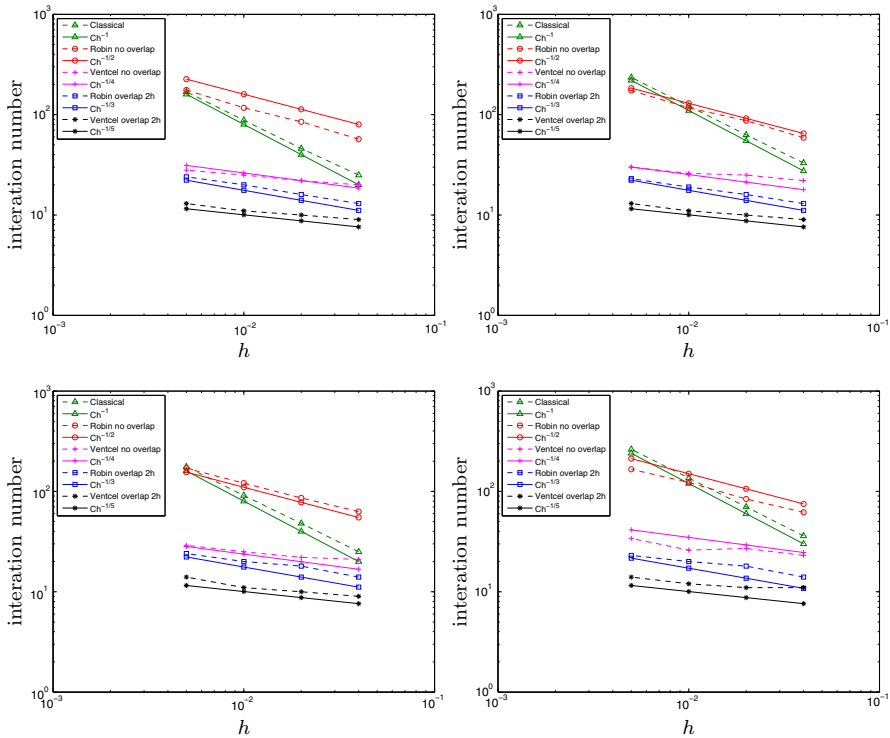 10^3
10^2
10^1
10^0
10^-3
10^-2
10^-1
interation number
h
Classical
Ch^-1
Robin no overlap
Ch^-1/2
Ventcel no overlap
Ch^-1/4
Robin overlap 2h
Ch^-1/3
Ventcel overlap 2h
Ch^-1/5
10^3
10^2
10^1
10^0
10^-3
10^-2
10^-1
interation number
h
Classical
Ch^-1
Robin no overlap
Ch^-1/2
Ventcel no overlap
Ch^-1/4
Robin overlap 2h
Ch^-1/3
Ventcel overlap 2h
Ch^-1/5
10^3
10^2
10^1
10^0
10^-3
10^-2
10^-1
interation number
h
Classical
Ch^-1
Robin no overlap
Ch^-1/2
Ventcel no overlap
Ch^-1/4
Robin overlap 2h
Ch^-1/3
Ventcel overlap 2h
Ch^-1/5
10^3
10^2
10^1
10^0
10^-3
10^-2
10^-1
interation number
h
Classical
Ch^-1
Robin no overlap
Ch^-1/2
Ventcel no overlap
Ch^-1/4
Robin overlap 2h
Ch^-1/3
Ventcel overlap 2h
Ch^-1/5